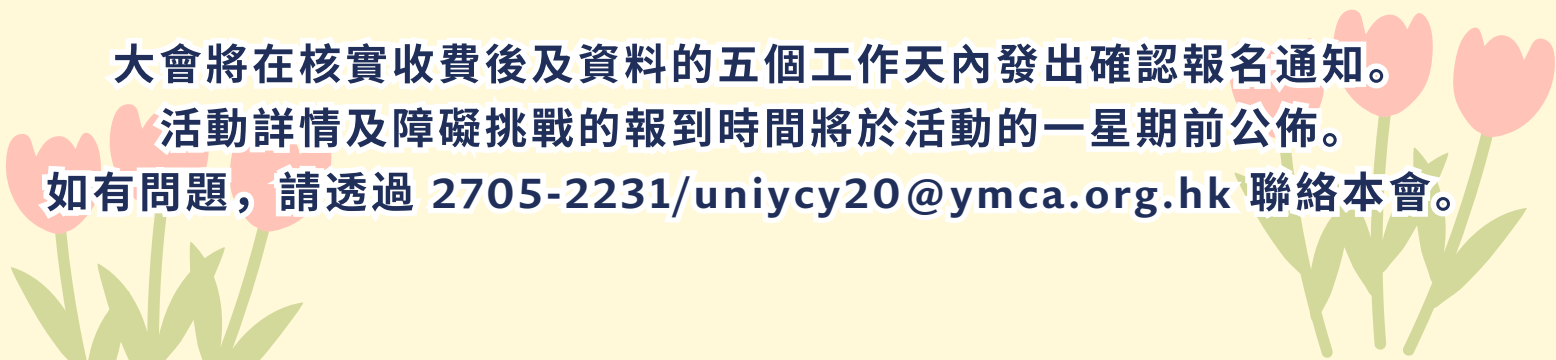 大會將在核實收費後及資料的五個工作天內發出確認報名通知。
活動詳情及障礙挑戰的報到時間將於活動的一星期前公佈。
如有問題，請透過 2705-2231/uniycy20@ymca.org.hk 聯絡本會。